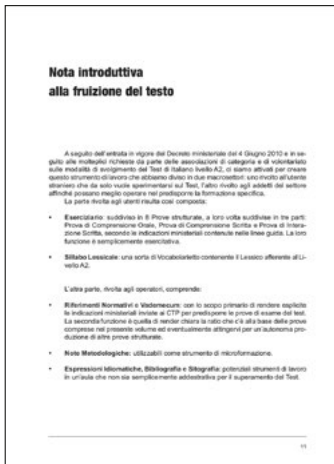 Nota introduttiva
alla fruizione del testo
A seguito dell'entrata in vigore del Decreto ministeriale del 4 Giugno 2010 e in se-
guito alle molteplici richieste da parte delle associazioni di categoria e di volontariato
sulle modalità di svolgimento del Test di Italiano livello A2, ci siamo attivati per creare
questo strumento di lavoro che abbiamo diviso in due macrosettori: uno rivolto all'utente
straniero che da solo vuole sperimentarsi sul Test, l'altro rivolto agli addetti del settore
affinché possano meglio operare nel predisporre la formazione specifica.
La parte rivolta agli utenti risulta così composta:
• Eserciziario: suddiviso in 8 Prove strutturate, a loro volta suddivise in tre parti:
Prova di Comprensione Orale, Prova di Comprensione Scritta e Prova di Intera-
zione Scritta, secondo le indicazioni ministeriali contenute nelle linee guida. La loro
funzione è semplicemente esercitativa.
• Sillabo Lessicale: una sorta di Vocabolarietto contenente il Lessico afferente al Li-
vello A2.
L'altra parte, rivolta agli operatori, comprende:
• Riferimenti Normativi e Vademecum: con lo scopo primario di rendere esplicite
le indicazioni ministeriali inviate ai CTP per predisporre le prove di esame del test.
La seconda funzione è quella di render chiara la ratio che c'è alla base delle prove
comprese nel presente volume ed eventualmente attingervi per un'autonoma pro-
duzione di altre prove strutturate.
• Note Metodologiche: utilizzabili come strumento di microformazione.
• Espressioni Idiomatiche, Bibliografia e Sitografia: potenziali strumenti di lavoro
in un'aula che non sia semplicemente addestrativa per il superamento del Test.